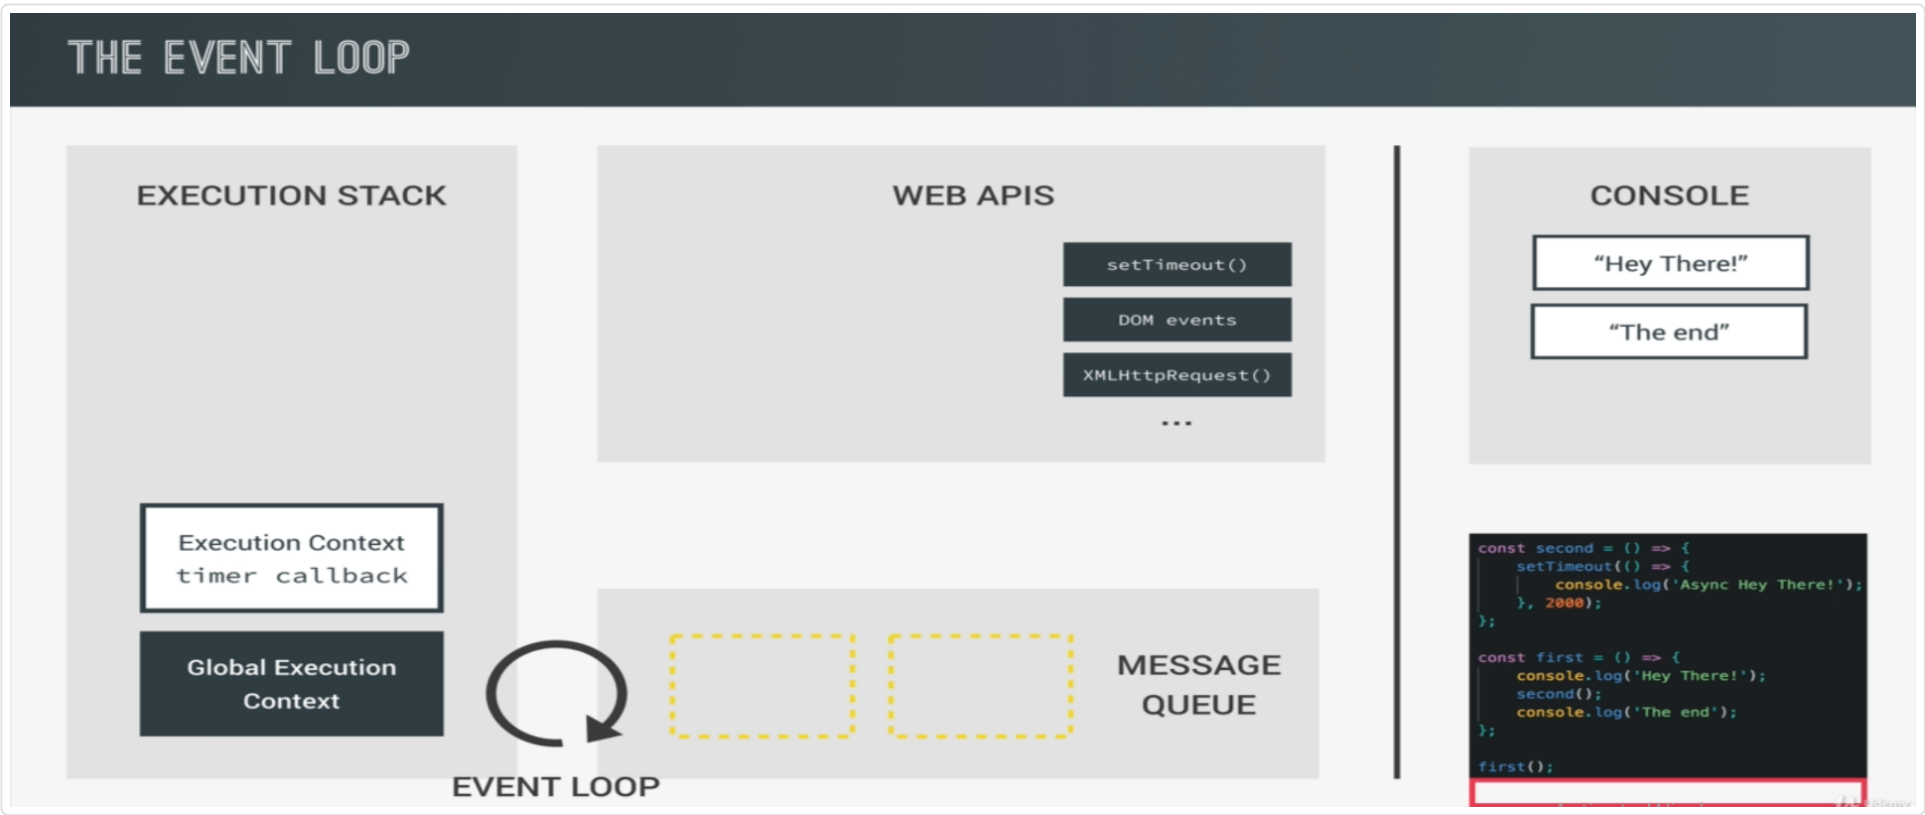 THE EVENT LOOP
EXECUTION STACK
Execution Context
timer callback
Global Execution
Context
EVENT LOOP
WEB APIS
setTimeout()
DOM events
XMLHttpRequest()
...
MESSAGE
QUEUE
CONSOLE
“Hey There!”
“The end”
const second = () => {
setTimeout(() => {
console.log('Async Hey There!');
}, 2000);
};
const first = () => {
console.log('Hey There!');
second();
console.log('The end');
};
first();
Udemy